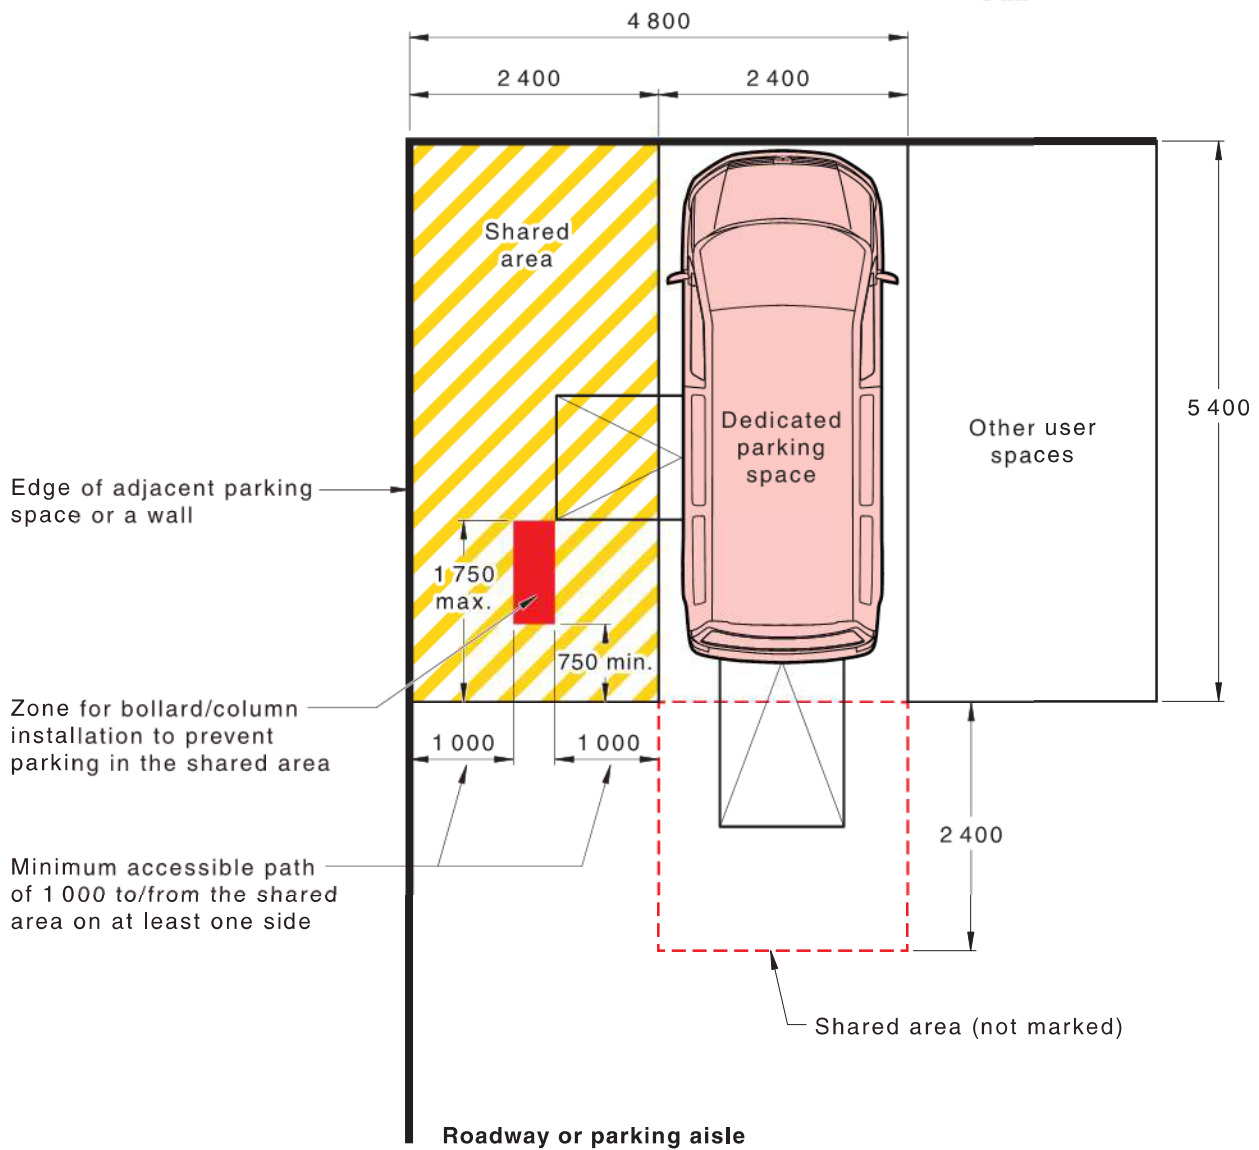 4 800
2 400
2 400
Shared
area
Dedicated
parking
space
Other user
spaces
5 400
Edge of adjacent parking
space or a wall
1 750
max.
750 min.
Zone for bollard/column
installation to prevent
parking in the shared area
1 000
1 000
2 400
Minimum accessible path
of 1 000 to/from the shared
area on at least one side
Shared area (not marked)
Roadway or parking aisle